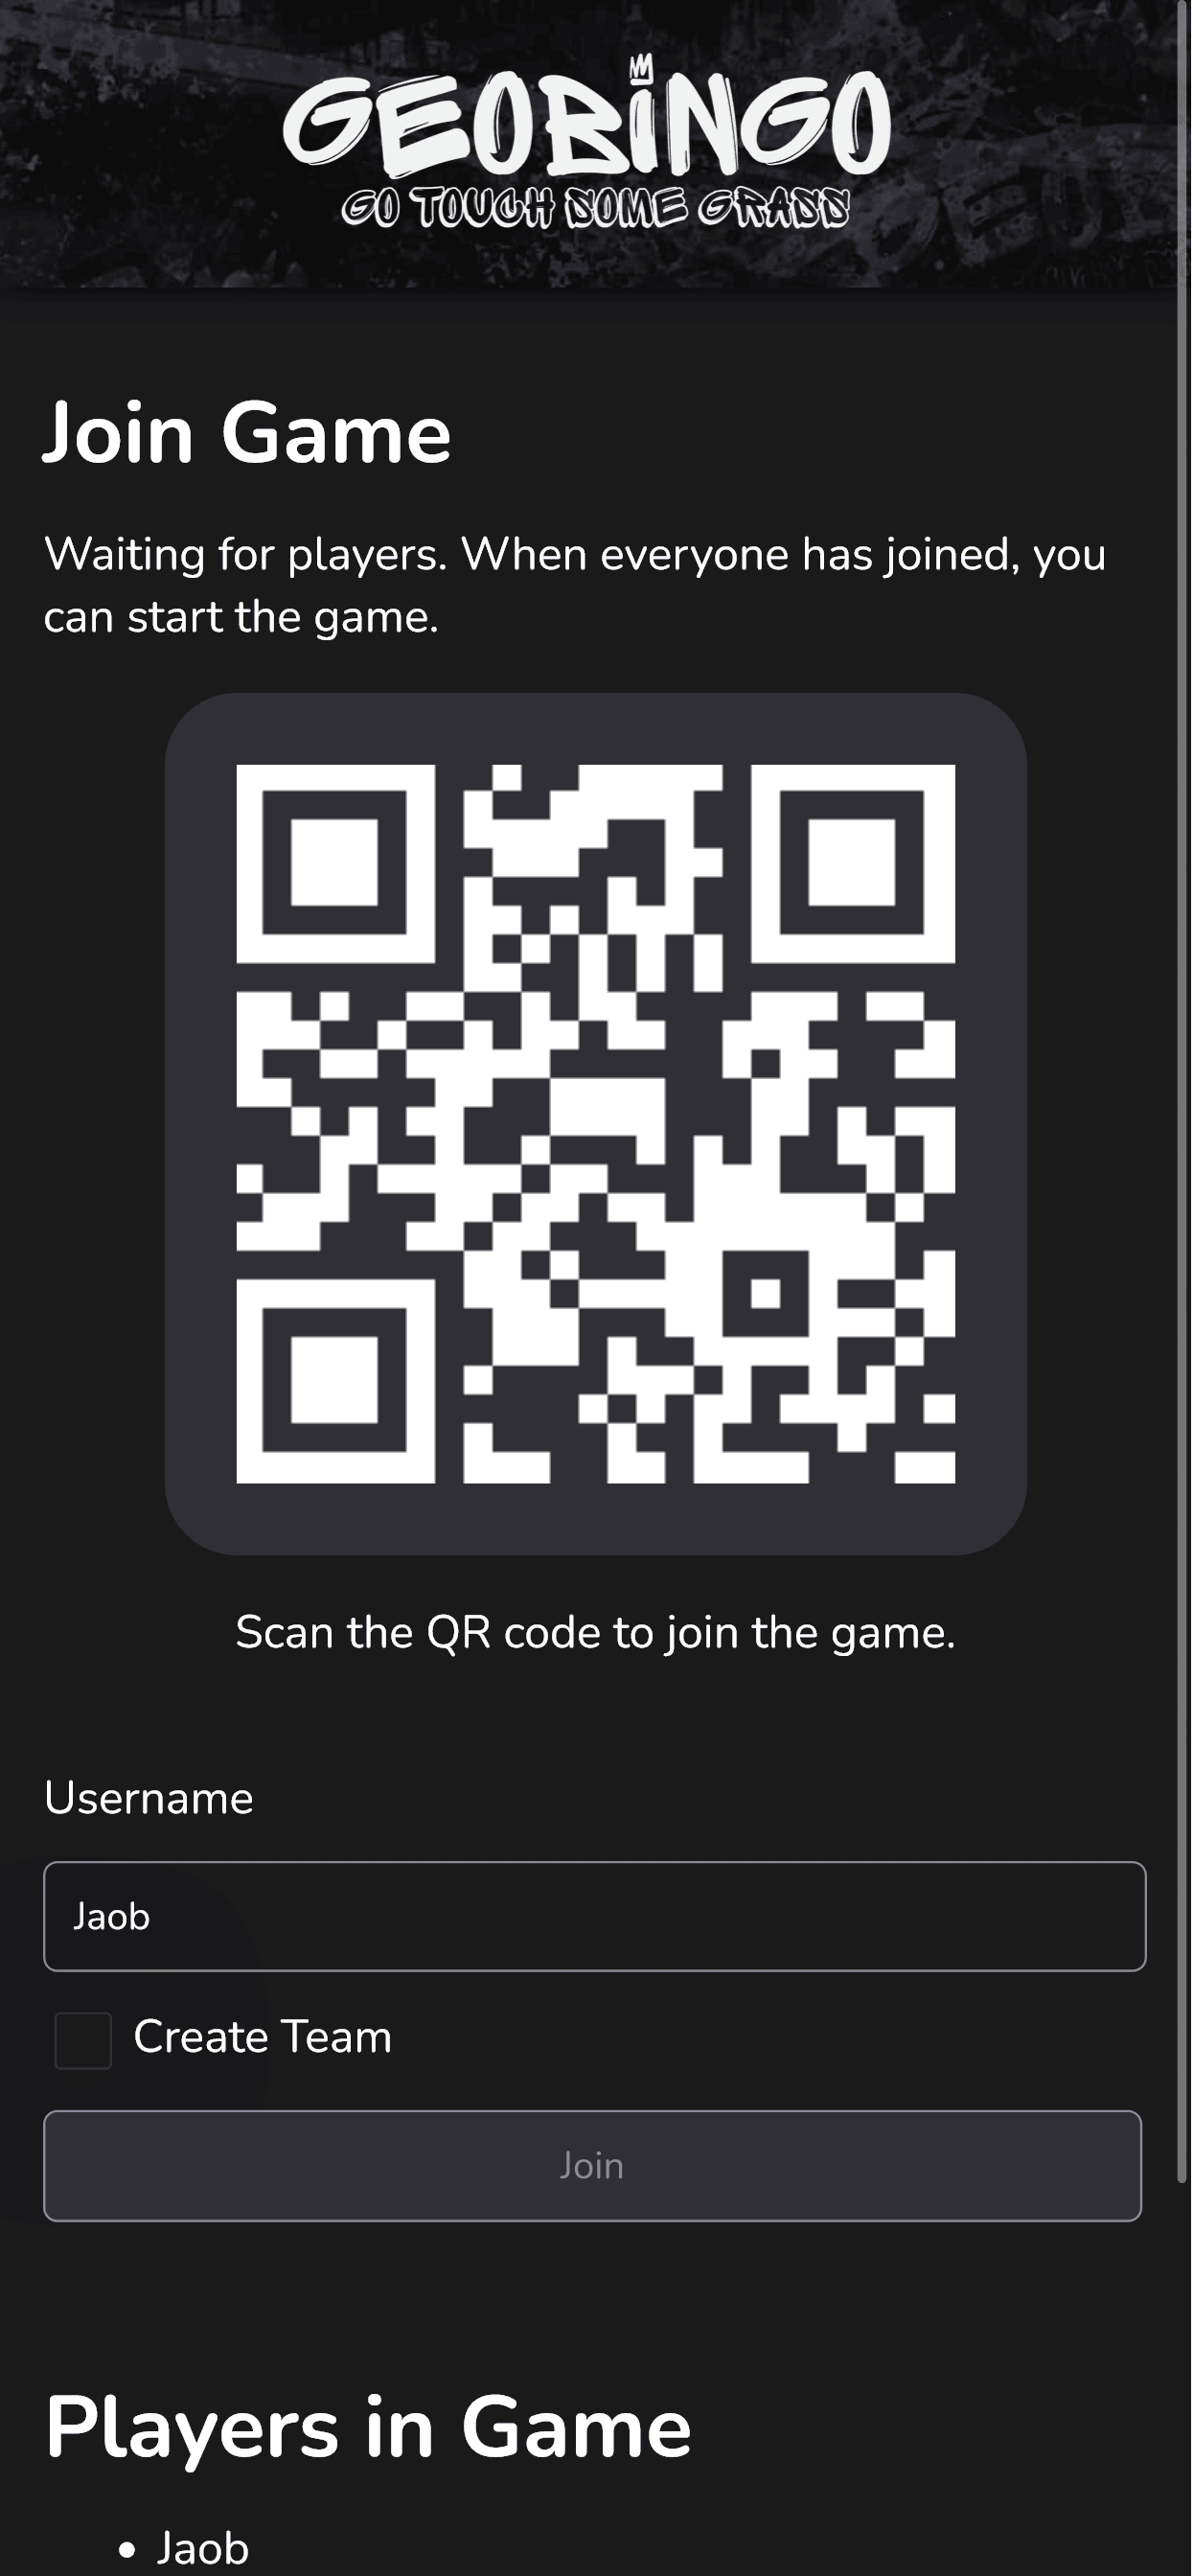 GEOBINGO
GO TOUCH SOME GRASS
Join Game
Waiting for players. When everyone has joined, you
can start the game.
Scan the QR code to join the game.
Username
Jaob
Create Team
Join
Players in Game
• Jaob